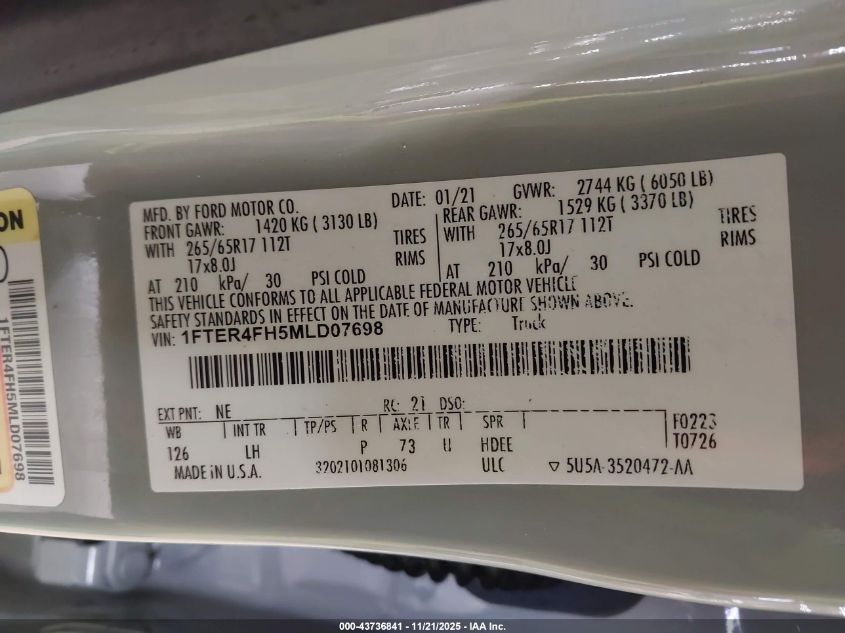 MFD. BY FORD MOTOR CO. DATE: 01/21 GVWR: 2744 KG ( 6050 LB)
FRONT GAWR: 1420 KG ( 3130 LB) REAR GAWR: 1529 KG ( 3370 LB)
WITH 265/65R17 112T TIRES WITH 265/65R17 112T TIRES
17x8.0J RIMS 17x8.0J RIMS
AT 210 kPa/ 30 PSI COLD AT 210 kPa/ 30 PSI COLD
THIS VEHICLE CONFORMS TO ALL APPLICABLE FEDERAL MOTOR VEHICLE
SAFETY STANDARDS IN EFFECT ON THE DATE OF MANUFACTURE SHOWN ABOVE.
VIN: 1FTER4FH5MLD07698 TYPE: Truck
EXT PNT: NE RC: 21 DSO:
WB INT TR TP/PS R AXLE TR SPR F0223
126 LH P 73 U HDEE T0726
MADE IN U.S.A. 3202101081306 ULC ▽ 5U5A-3520472-AA
ON
1FTER4FH5MLD07698
000-43736841 - 11/21/2025 - IAA Inc.